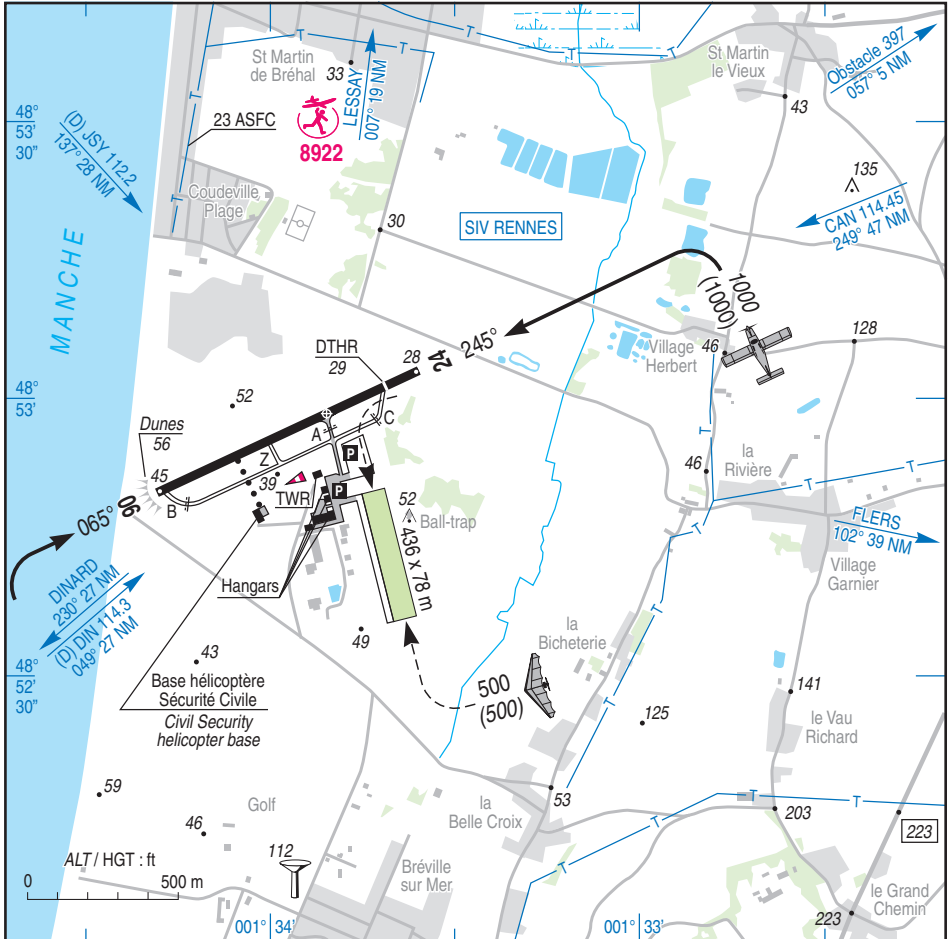 St Martin
de Bréhal
33
LESSAY
007° 19 NM
St Martin
le Vieux
Obstacle 397
057° 5 NM
43
48°
53'
30"
23 ASFC
8922
(D) JSY 112.2
137° 28 NM
135
CAN 114.45
249° 47 NM
Coudeville
Plage
30
SIV RENNES
MANCHE
1000
(1000)
DTHR
29
28
24
245°
Village
Herbert
46
128
48°
53'
52
Dunes
56
45
A
C
Z
39
P
TWR
P
B
06
065°
52
Ball-trap
436 x 78 m
46
la
Rivière
FLERS
102° 39 NM
Village
Garnier
Hangars
DINARD
230° 27 NM
(D) DIN 114.3
049° 27 NM
49
la
Bicheterie
48°
52'
30"
43
Base hélicoptère
Sécurité Civile
Civil Security
helicopter base
500
(500)
125
141
le Vau
Richard
59
Golf
46
la
Belle Croix
53
203
223
ALT / HGT : ft
0
500 m
112
Bréville
sur Mer
le Grand
Chemin
223
001° 34'
001° 33'
T
T
T
T
T
T
T
T
T
T
T
T
T